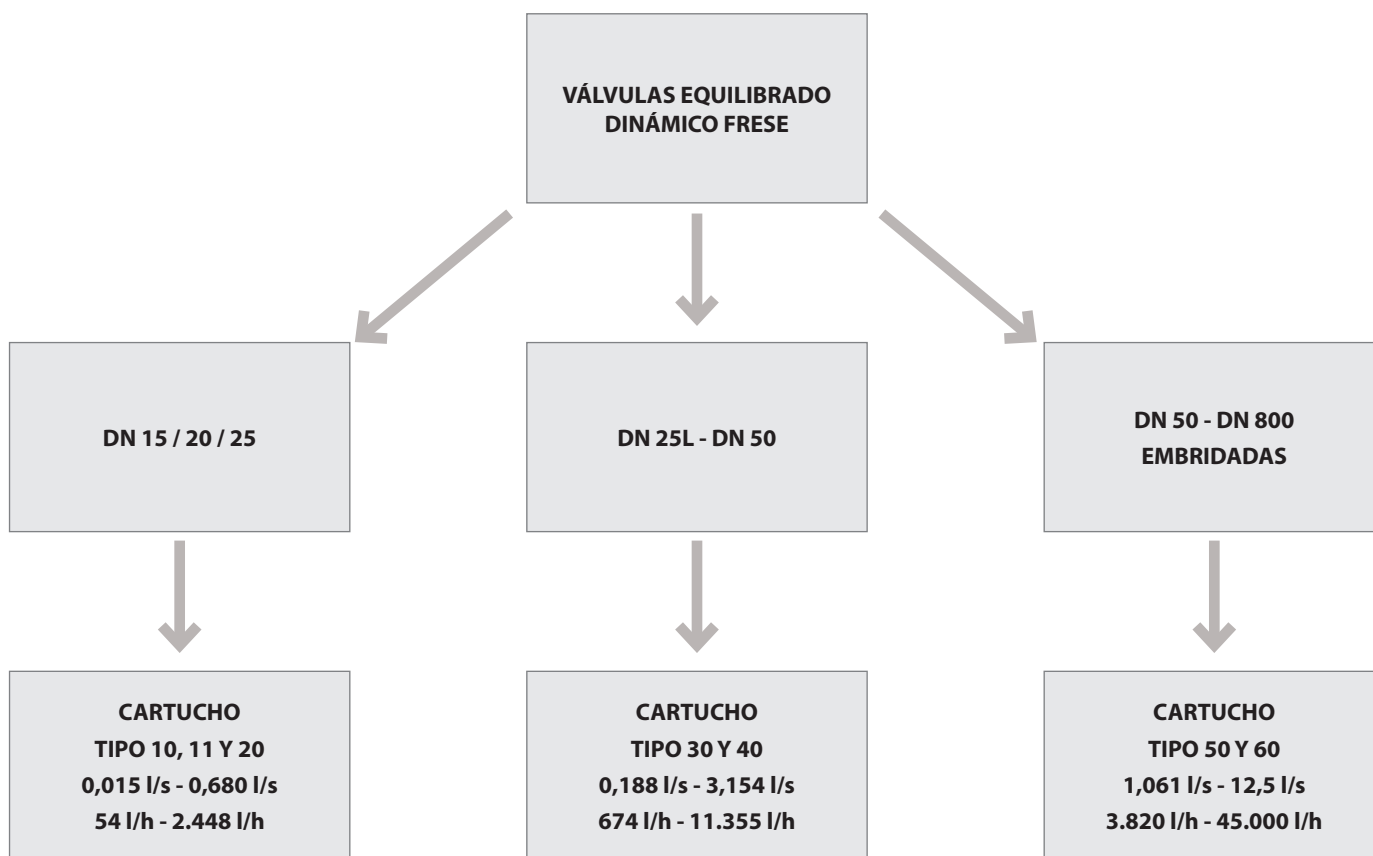 VÁLVULAS EQUILIBRADO
DINÁMICO FRESE
DN 15 / 20 / 25
DN 25L - DN 50
DN 50 - DN 800
EMBRIDADAS
CARTUCHO
TIPO 10, 11 Y 20
0,015 l/s - 0,680 l/s
54 l/h - 2.448 l/h
CARTUCHO
TIPO 30 Y 40
0,188 l/s - 3,154 l/s
674 l/h - 11.355 l/h
CARTUCHO
TIPO 50 Y 60
1,061 l/s - 12,5 l/s
3.820 l/h - 45.000 l/h